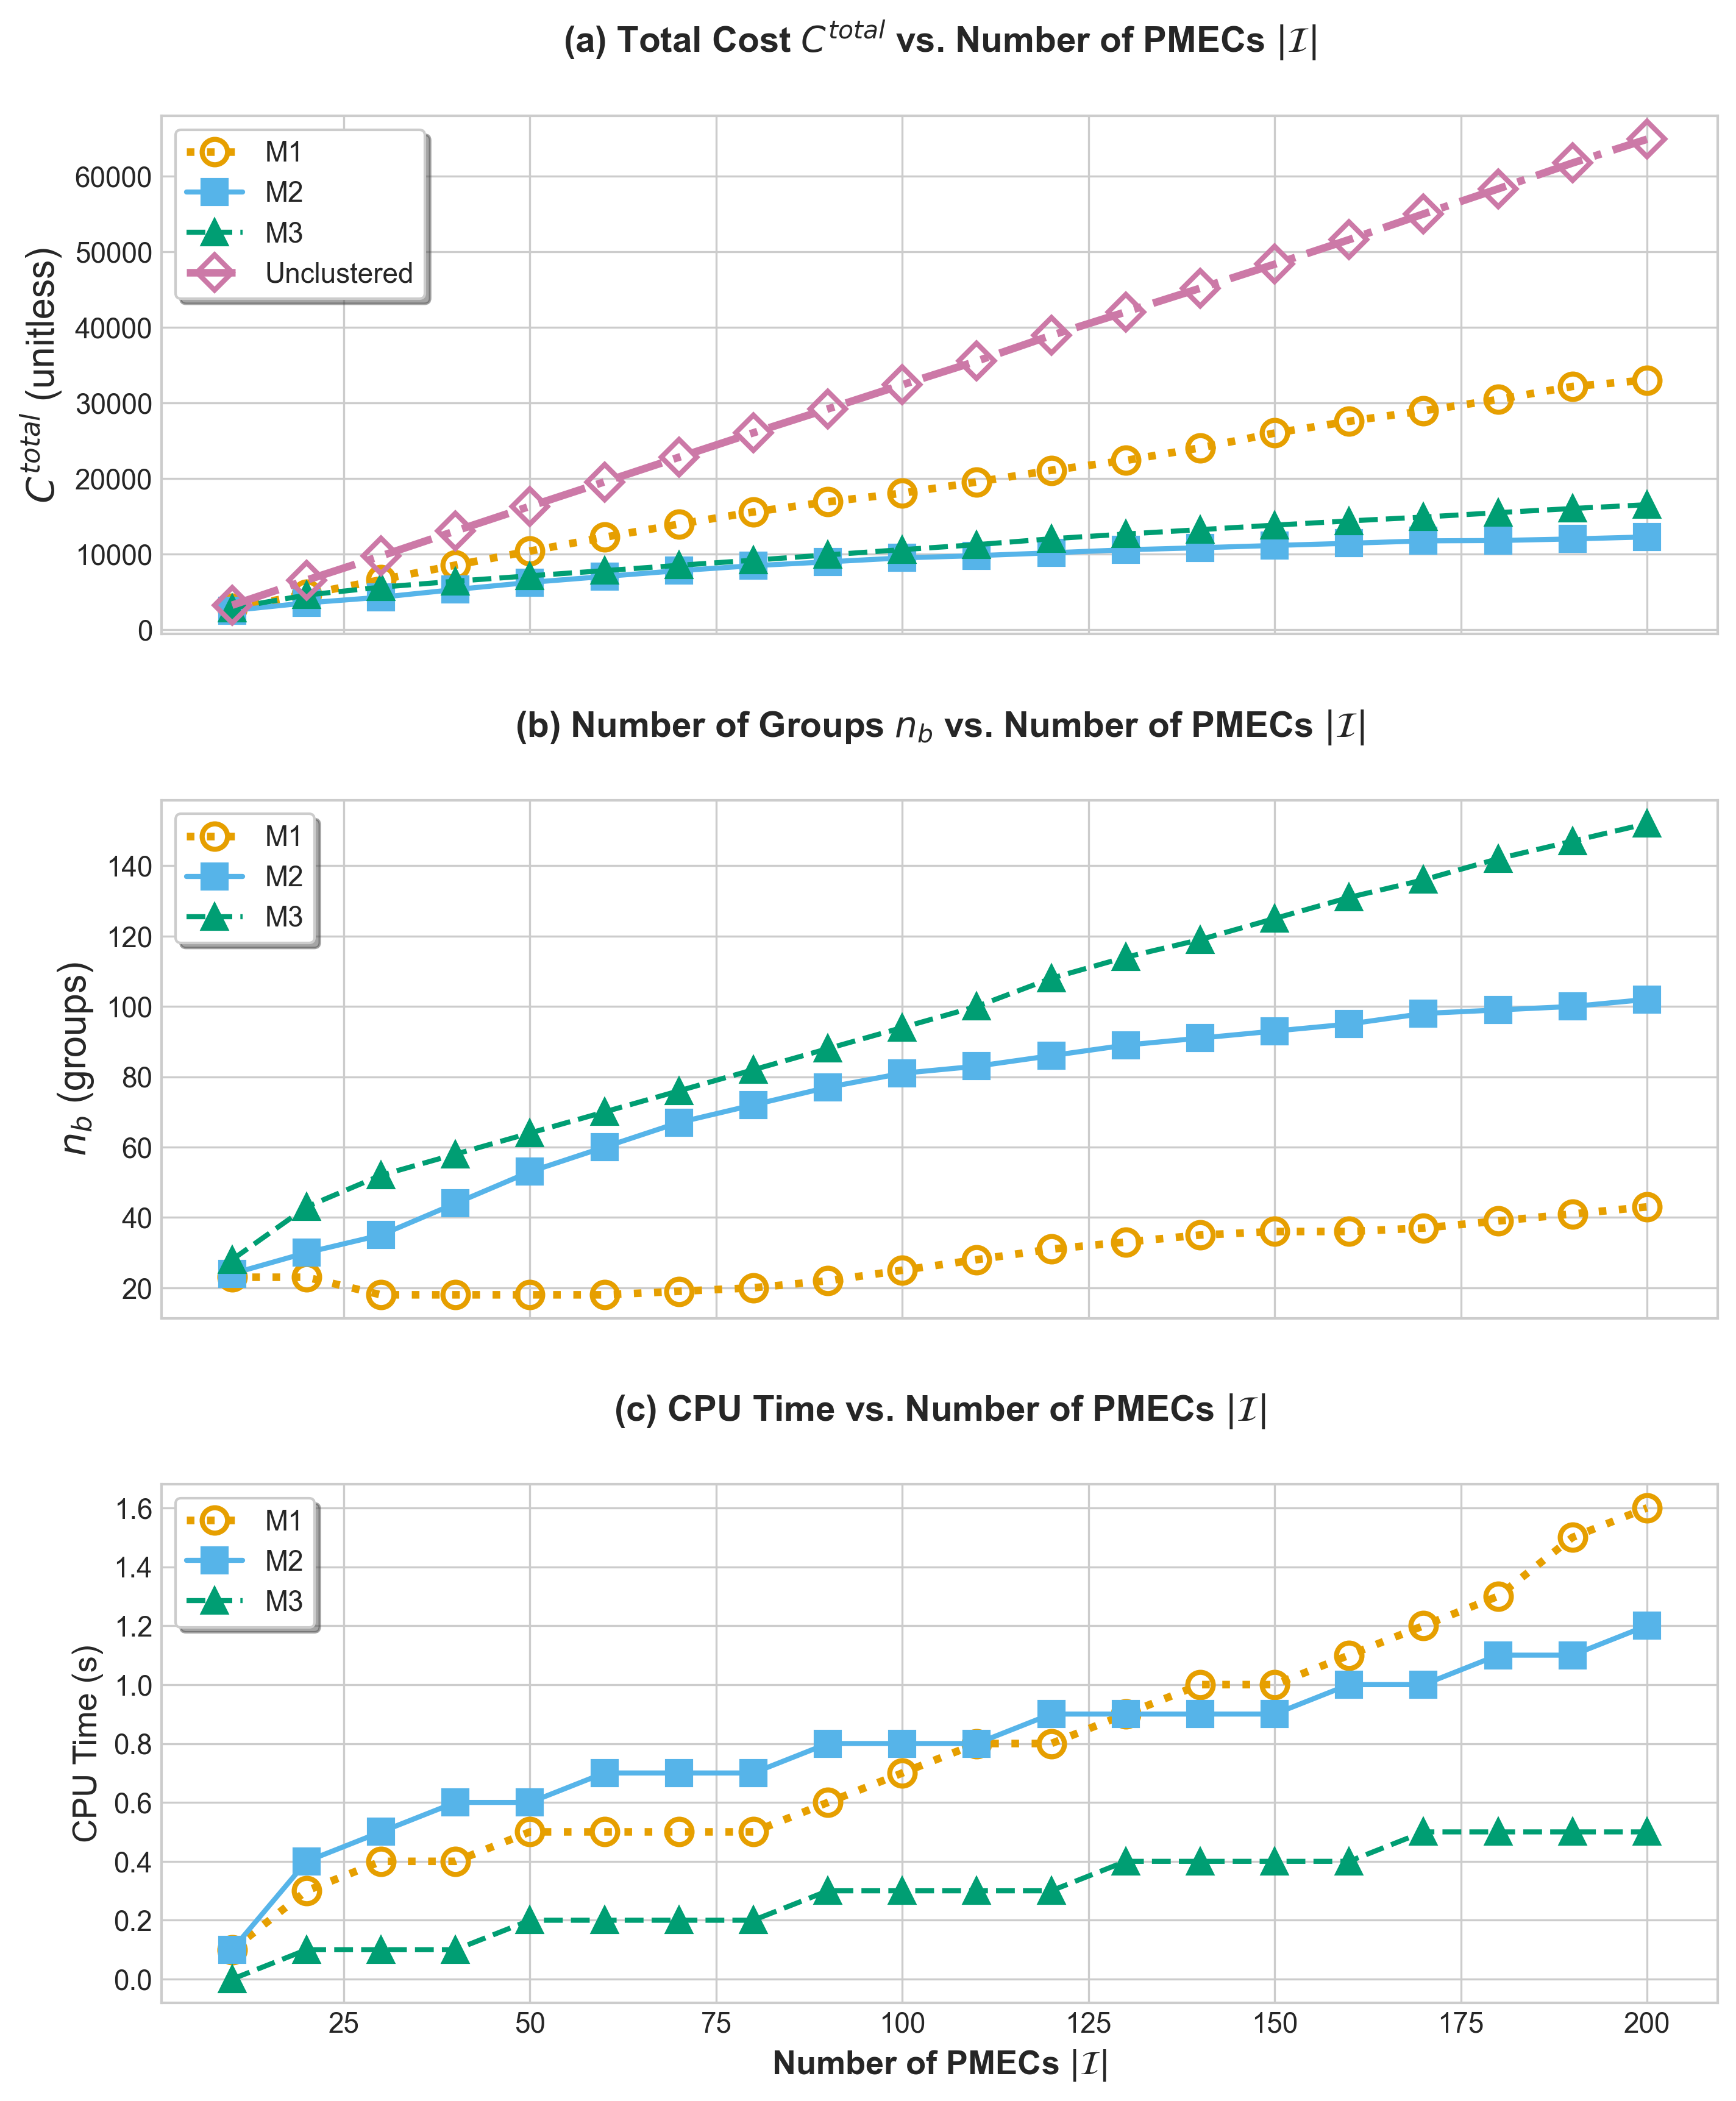 (a) Total Cost C^{total} vs. Number of PMECs |𝓘|
M1
M2
M3
Unclustered
C^{total} (unitless)
60000
50000
40000
30000
20000
10000
0
(b) Number of Groups n_b vs. Number of PMECs |𝓘|
M1
M2
M3
n_b (groups)
140
120
100
80
60
40
20
(c) CPU Time vs. Number of PMECs |𝓘|
M1
M2
M3
CPU Time (s)
1.6
1.4
1.2
1.0
0.8
0.6
0.4
0.2
0.0
25 50 75 100 125 150 175 200
Number of PMECs |𝓘|